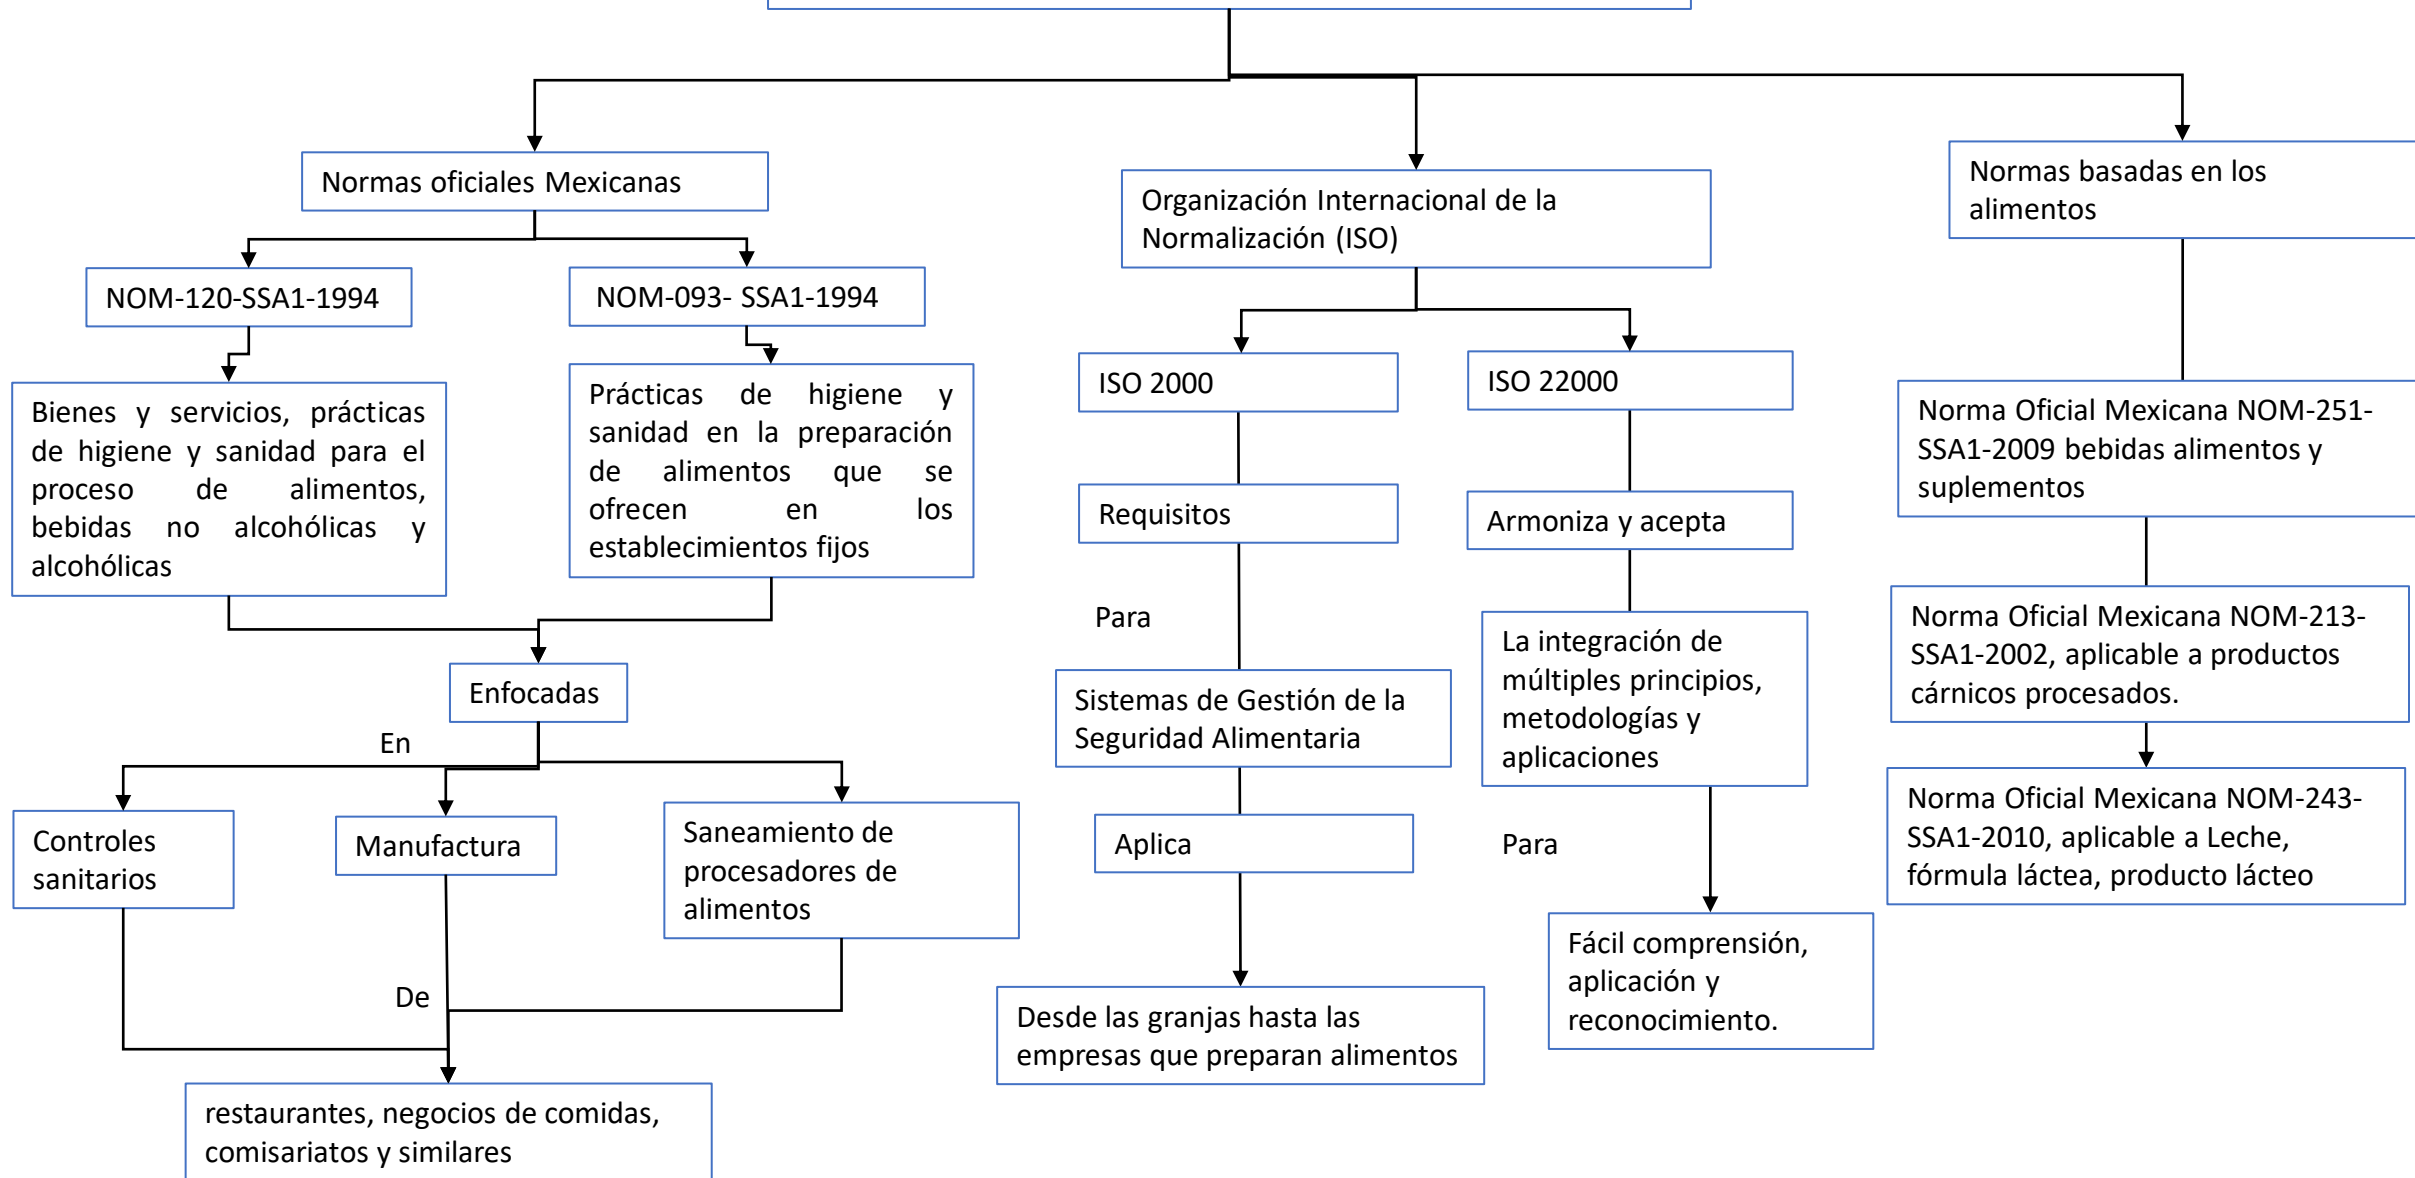 Normas oficiales Mexicanas
NOM-120-SSA1-1994
NOM-093- SSA1-1994
Bienes y servicios, prácticas
de higiene y sanidad para el
proceso de alimentos,
bebidas no alcohólicas y
alcohólicas
Prácticas de higiene y
sanidad en la preparación
de alimentos que se
ofrecen en los
establecimientos fijos
Enfocadas
En
Controles
sanitarios
Manufactura
Saneamiento de
procesadores de
alimentos
De
restaurantes, negocios de comidas,
comisariatos y similares
Organización Internacional de la
Normalización (ISO)
ISO 2000
Requisitos
Para
Sistemas de Gestión de la
Seguridad Alimentaria
Aplica
Desde las granjas hasta las
empresas que preparan alimentos
ISO 22000
Armoniza y acepta
La integración de
múltiples principios,
metodologías y
aplicaciones
Para
Fácil comprensión,
aplicación y
reconocimiento.
Normas basadas en los
alimentos
Norma Oficial Mexicana NOM-251-
SSA1-2009 bebidas alimentos y
suplementos
Norma Oficial Mexicana NOM-213-
SSA1-2002, aplicable a productos
cárnicos procesados.
Norma Oficial Mexicana NOM-243-
SSA1-2010, aplicable a Leche,
fórmula láctea, producto lácteo